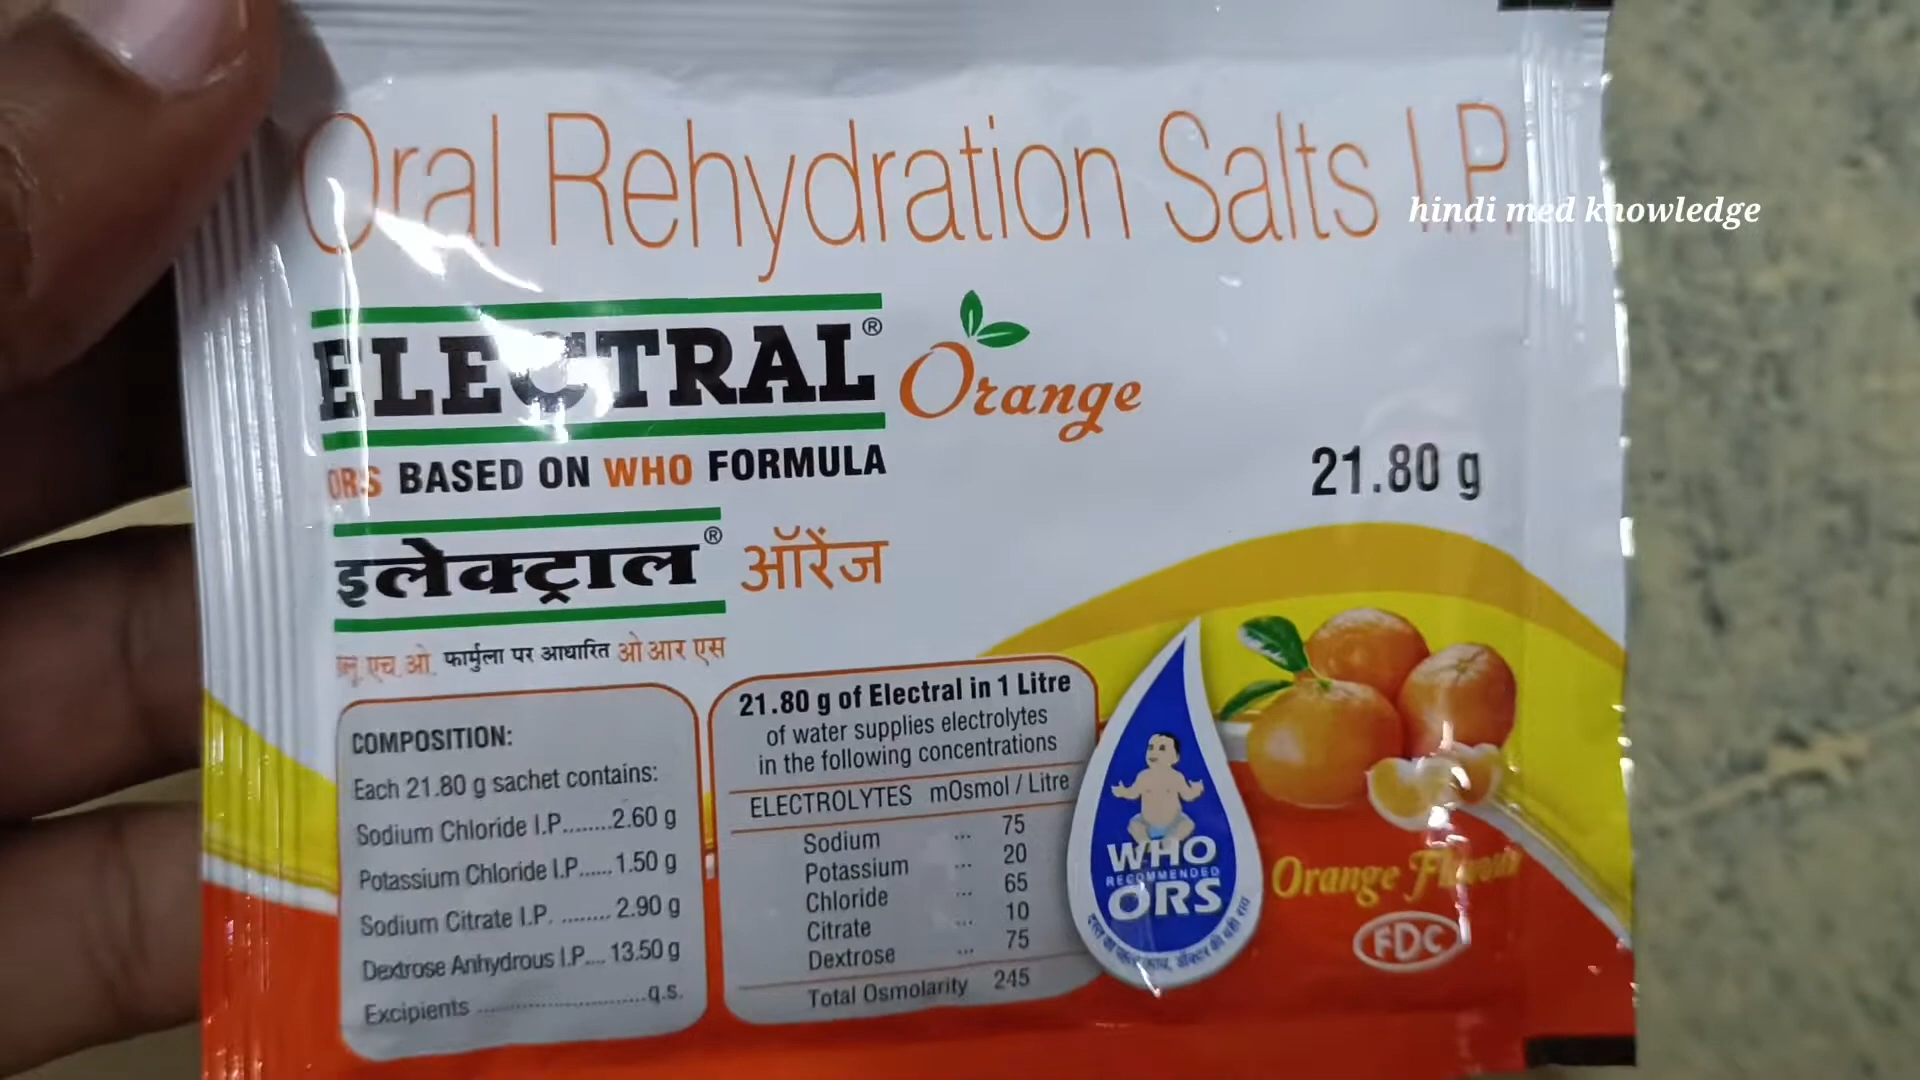 Oral Rehydration Salts I.P.
hindi med knowledge
ELECTRAL® Orange
ORS BASED ON WHO FORMULA
21.80 g
इलेक्ट्राल® ऑरेंज
एच.ओ. फार्मुला पर आधारित ओ आर एस
COMPOSITION:
Each 21.80 g sachet contains:
Sodium Chloride I.P........2.60 g
Potassium Chloride I.P...... 1.50 g
Sodium Citrate I.P. ........ 2.90 g
Dextrose Anhydrous I.P.... 13.50 g
Excipients ...........................q.s.
21.80 g of Electral in 1 Litre
of water supplies electrolytes
in the following concentrations
ELECTROLYTES mOsmol / Litre
Sodium ... 75
Potassium ... 20
Chloride ... 65
Citrate ... 10
Dextrose ... 75
Total Osmolarity 245
WHO
RECOMMENDED
ORS
Orange Flavour
FDC